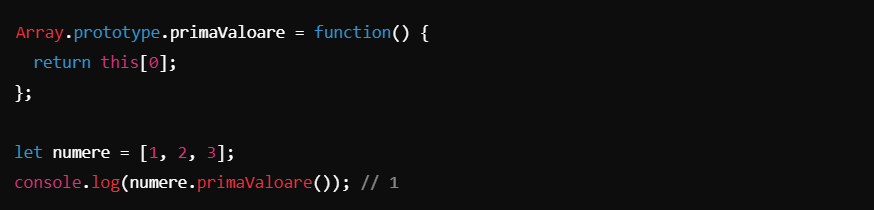 Array.prototype.primaValoare = function() {
  return this[0];
};

let numere = [1, 2, 3];
console.log(numere.primaValoare()); // 1